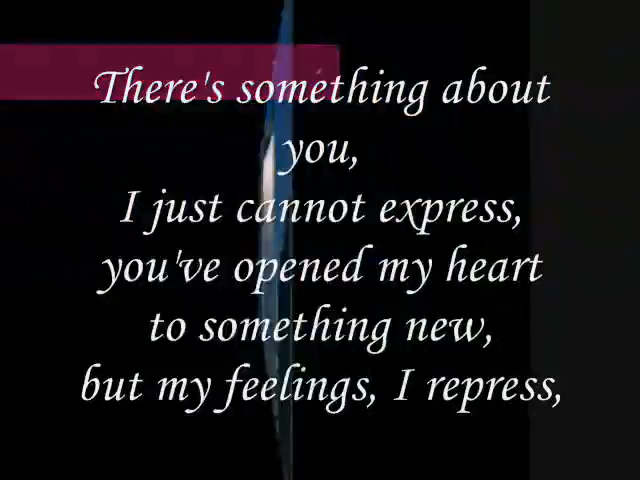 There's something about
you,
I just cannot express,
you've opened my heart
to something new,
but my feelings, I repress,